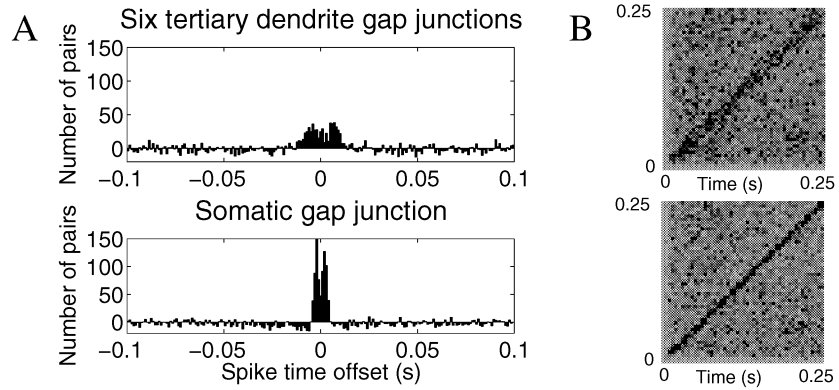 A
Six tertiary dendrite gap junctions
Number of pairs
150
100
50
0
−0.1 −0.05 0 0.05 0.1
Somatic gap junction
Number of pairs
150
100
50
0
−0.1 −0.05 0 0.05 0.1
Spike time offset (s)
B
0.25
0
0 Time (s) 0.25
0.25
0
0 Time (s) 0.25